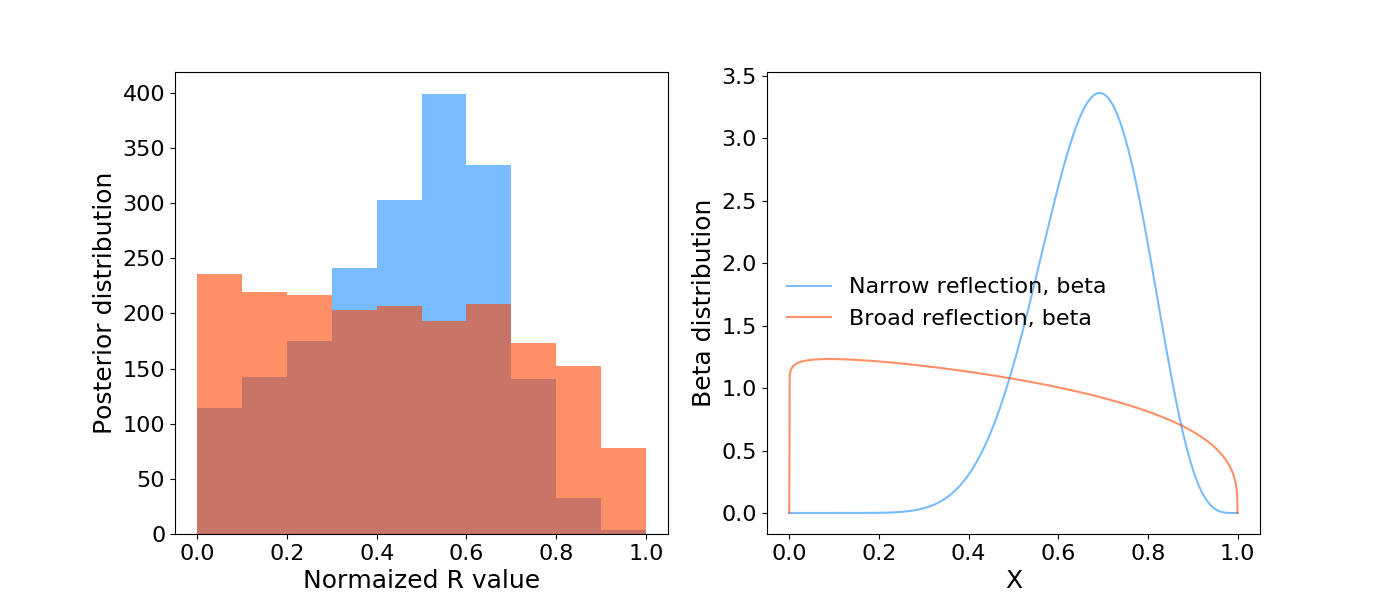 Posterior distribution
400
350
300
250
200
150
100
50
0
0.0 0.2 0.4 0.6 0.8 1.0
Normaized R value
Beta distribution
3.5
3.0
2.5
2.0
1.5
1.0
0.5
0.0
Narrow reflection, beta
Broad reflection, beta
0.0 0.2 0.4 0.6 0.8 1.0
X